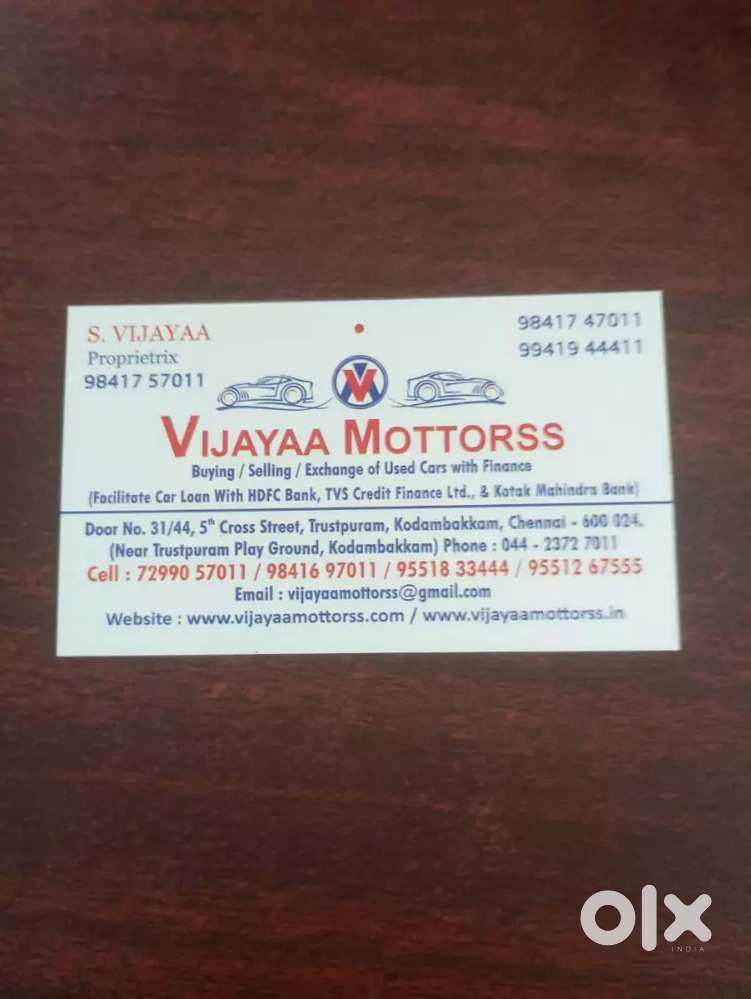 S. VIJAYAA
Proprietrix
98417 57011
98417 47011
99419 44411
VM
VIJAYAA MOTTORSS
Buying / Selling / Exchange of Used Cars with Finance
(Facilitate Car Loan With HDFC Bank, TVS Credit Finance Ltd., & Kotak Mahindra Bank)
Door No. 31/44, 5th Cross Street, Trustpuram, Kodambakkam, Chennai - 600 024.
(Near Trustpuram Play Ground, Kodambakkam) Phone : 044 - 2372 7011
Cell : 72990 57011 / 98416 97011 / 95518 33444 / 95512 67555
Email : vijayaamottorss@gmail.com
Website : www.vijayaamottorss.com / www.vijayaamottorss.in
olx
INDIA